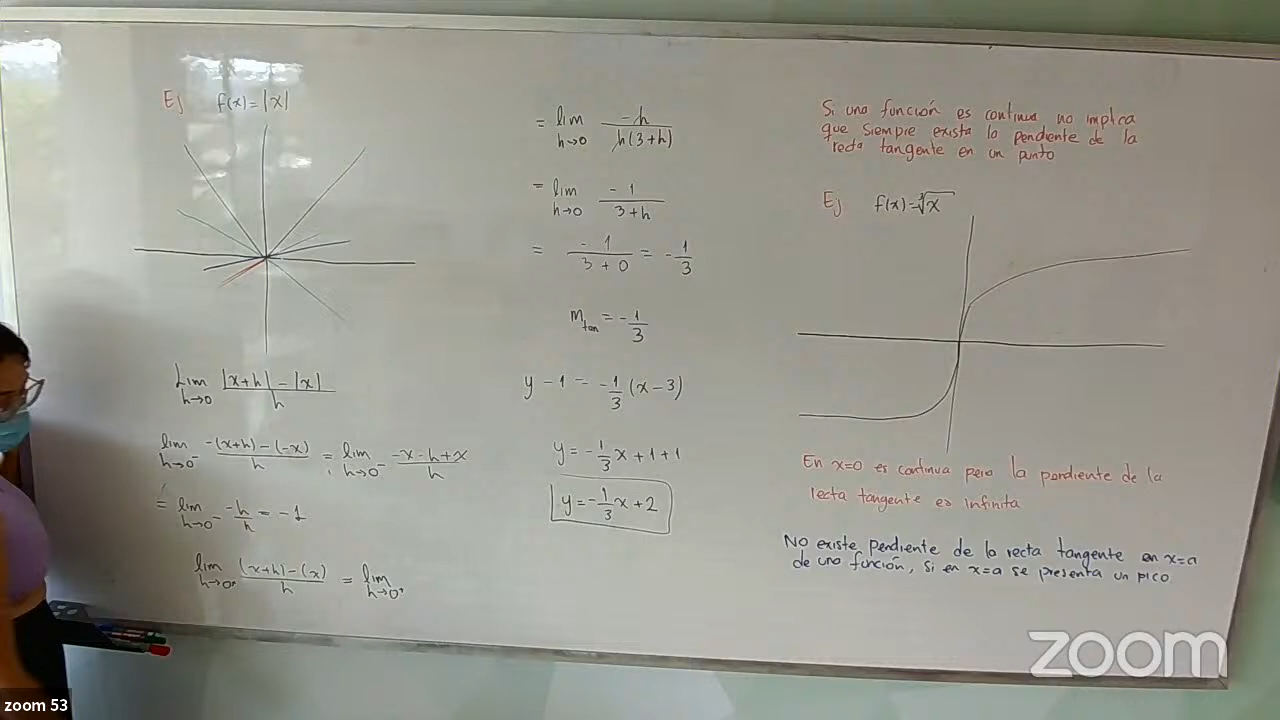 Ej f(x)=|x|
Lim h→0 |x+h| - |x| / h
lim h→0⁻ -(x+h)-(-x) / h = lim h→0⁻ -x-h+x / h
= lim h→0⁻ -h/h = -1
lim h→0⁺ (x+h)-(x) / h = lim h→0⁺
= lim h→0 -h / h(3+h)
= lim h→0 -1 / 3+h
= -1 / 3+0 = -1/3
m tan = -1/3
y - 1 = -1/3 (x-3)
y = -1/3 x + 1 + 1
y = -1/3 x + 2
Si una función es continua no implica
que siempre exista la pendiente de la
recta tangente en un punto
Ej f(x)=∛x
En x=0 es continua pero la pendiente de la
recta tangente es infinita
No existe pendiente de la recta tangente en x=a
de una función, si en x=a se presenta un pico
zoom
zoom 53